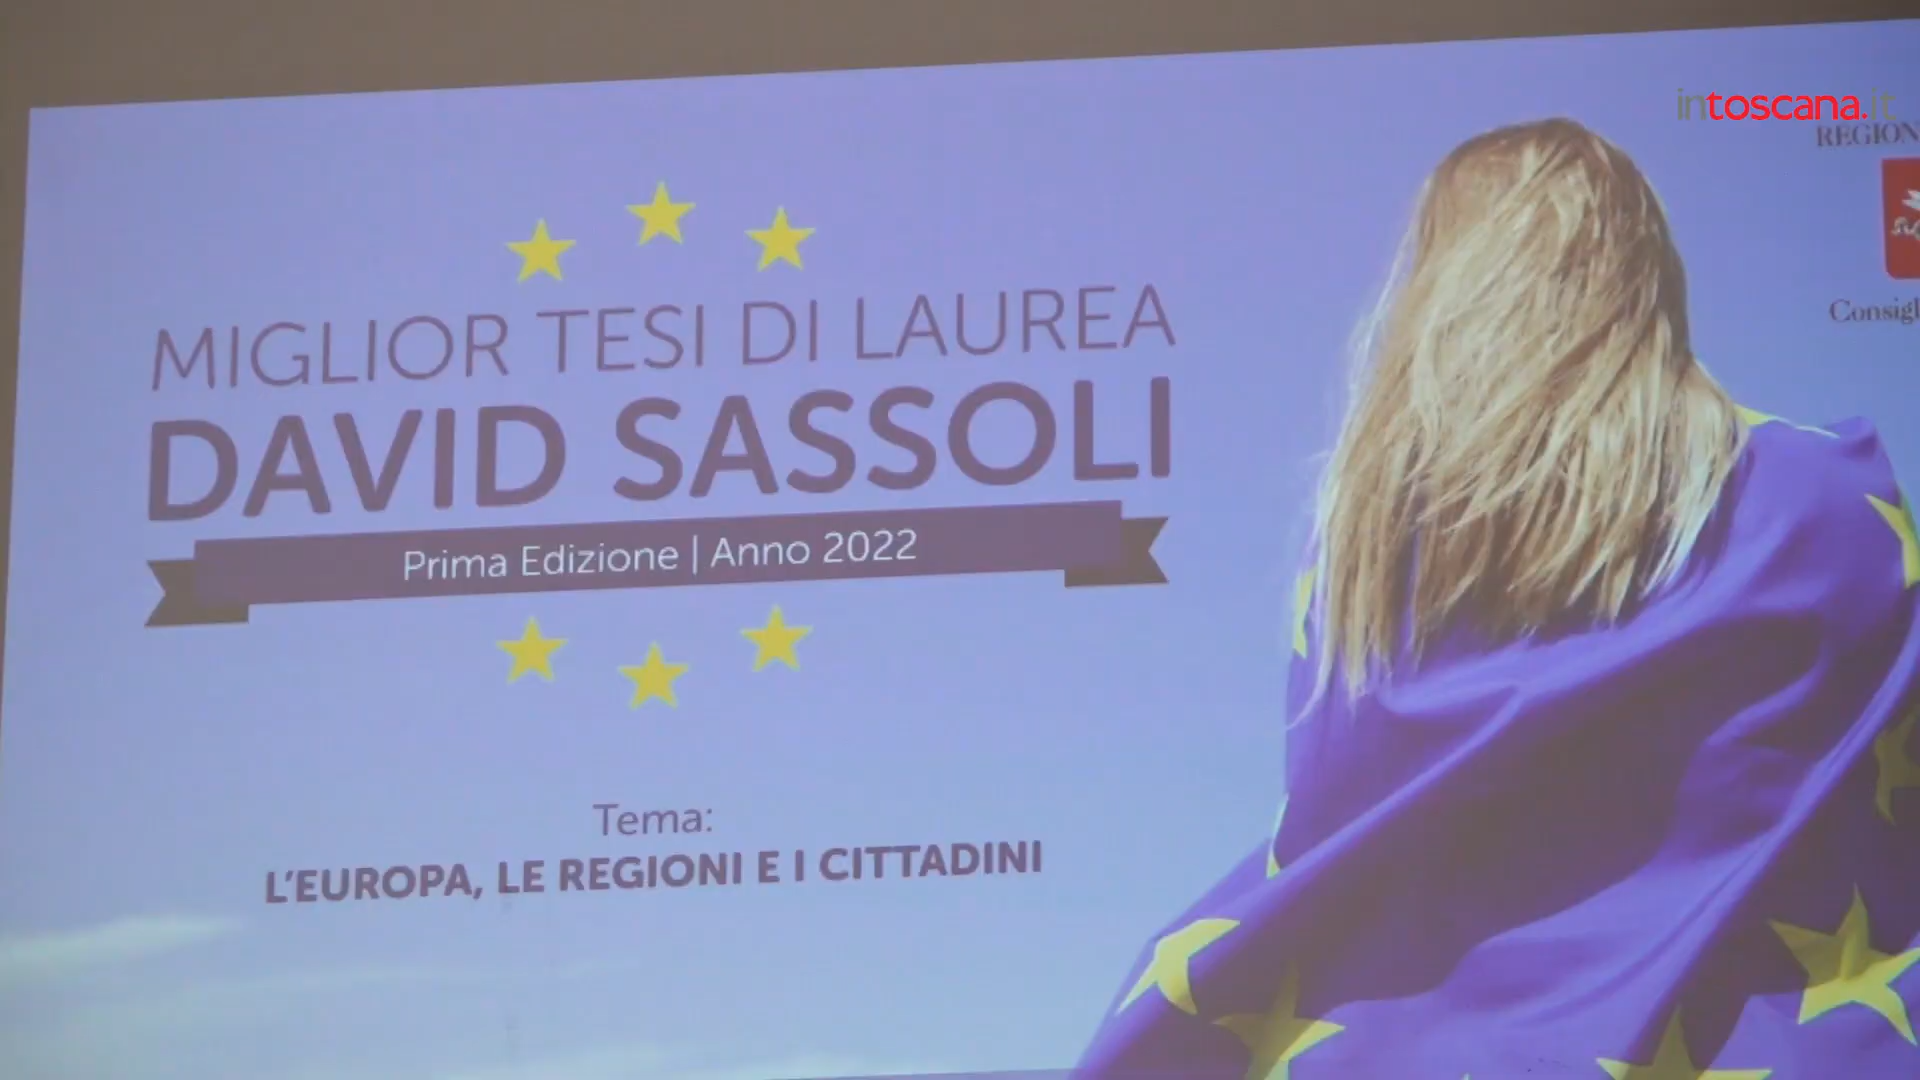 intoscana.it
REGION
Consigl
MIGLIOR TESI DI LAUREA
DAVID SASSOLI
Prima Edizione | Anno 2022
Tema:
L'EUROPA, LE REGIONI E I CITTADINI